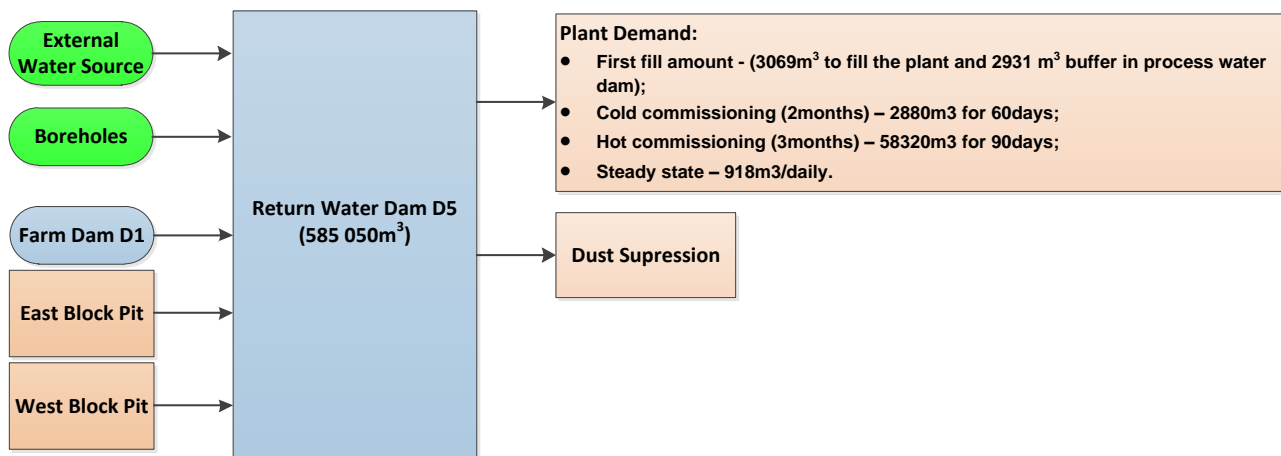 External
Water Source
Boreholes
Farm Dam D1
East Block Pit
West Block Pit
Return Water Dam D5
(585 050m³)
Plant Demand:
• First fill amount - (3069m³ to fill the plant and 2931 m³ buffer in process water
dam);
• Cold commissioning (2months) – 2880m3 for 60days;
• Hot commissioning (3months) – 58320m3 for 90days;
• Steady state – 918m3/daily.
Dust Supression